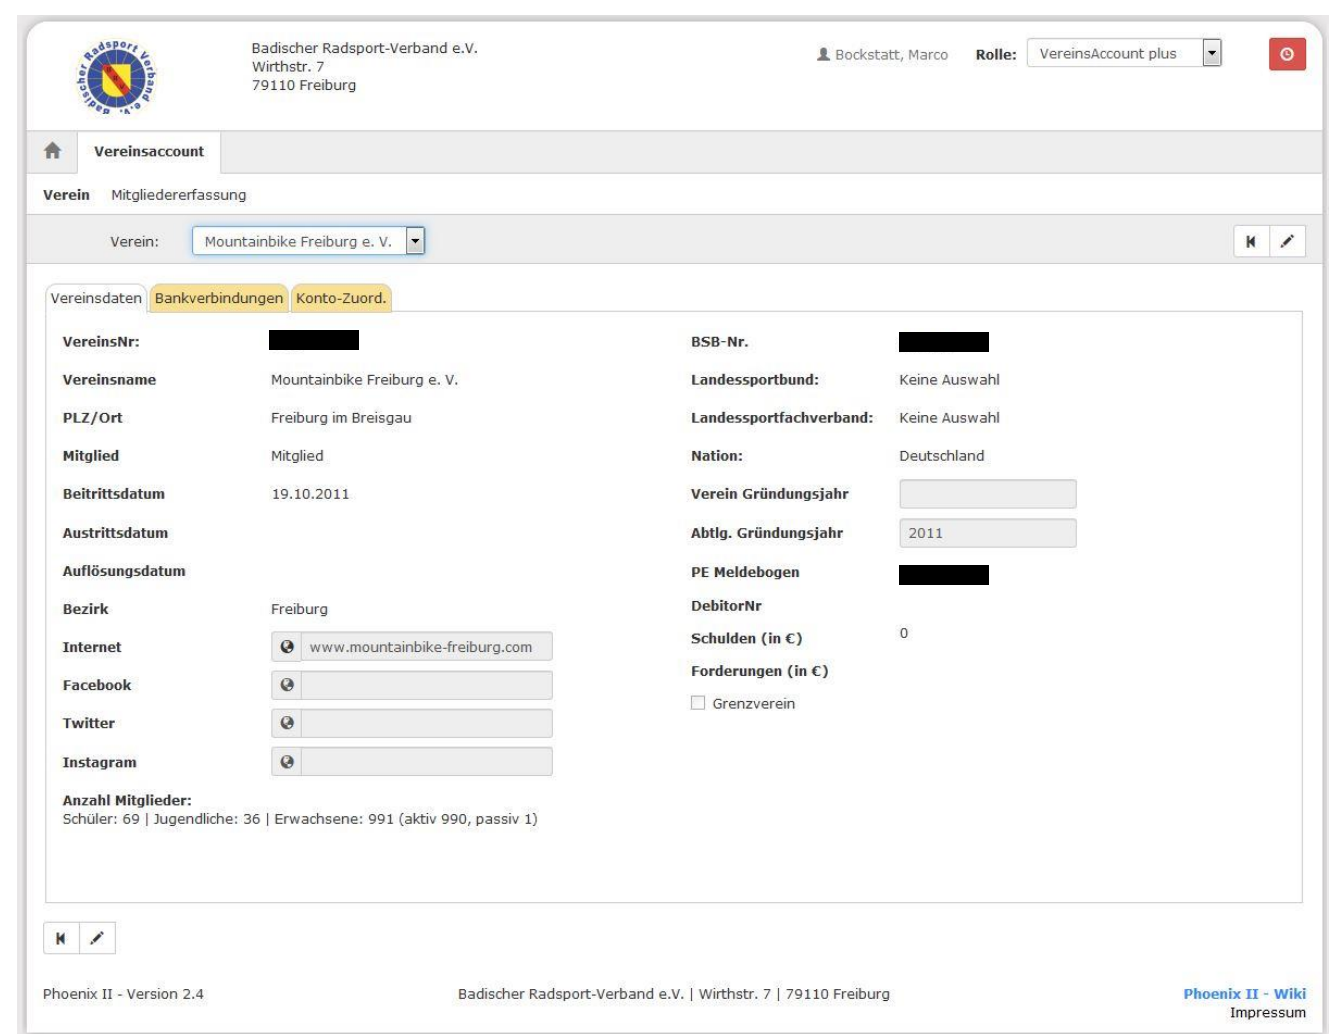 Badischer Radsport Verband e.V.
Badischer Radsport-Verband e.V.
Wirthstr. 7
79110 Freiburg
Bockstatt, Marco Rolle: VereinsAccount plus
Vereinsaccount
Verein Mitgliedererfassung
Verein: Mountainbike Freiburg e. V.
Vereinsdaten Bankverbindungen Konto-Zuord.
VereinsNr: BSB-Nr.
Vereinsname Mountainbike Freiburg e. V. Landessportbund: Keine Auswahl
PLZ/Ort Freiburg im Breisgau Landessportfachverband: Keine Auswahl
Mitglied Mitglied Nation: Deutschland
Beitrittsdatum 19.10.2011 Verein Gründungsjahr
Austrittsdatum Abtlg. Gründungsjahr 2011
Auflösungsdatum PE Meldebogen
Bezirk Freiburg DebitorNr
Internet www.mountainbike-freiburg.com Schulden (in €) 0
Facebook Forderungen (in €)
Twitter Grenzverein
Instagram
Anzahl Mitglieder:
Schüler: 69 | Jugendliche: 36 | Erwachsene: 991 (aktiv 990, passiv 1)
Phoenix II - Version 2.4 Badischer Radsport-Verband e.V. | Wirthstr. 7 | 79110 Freiburg Phoenix II - Wiki
Impressum